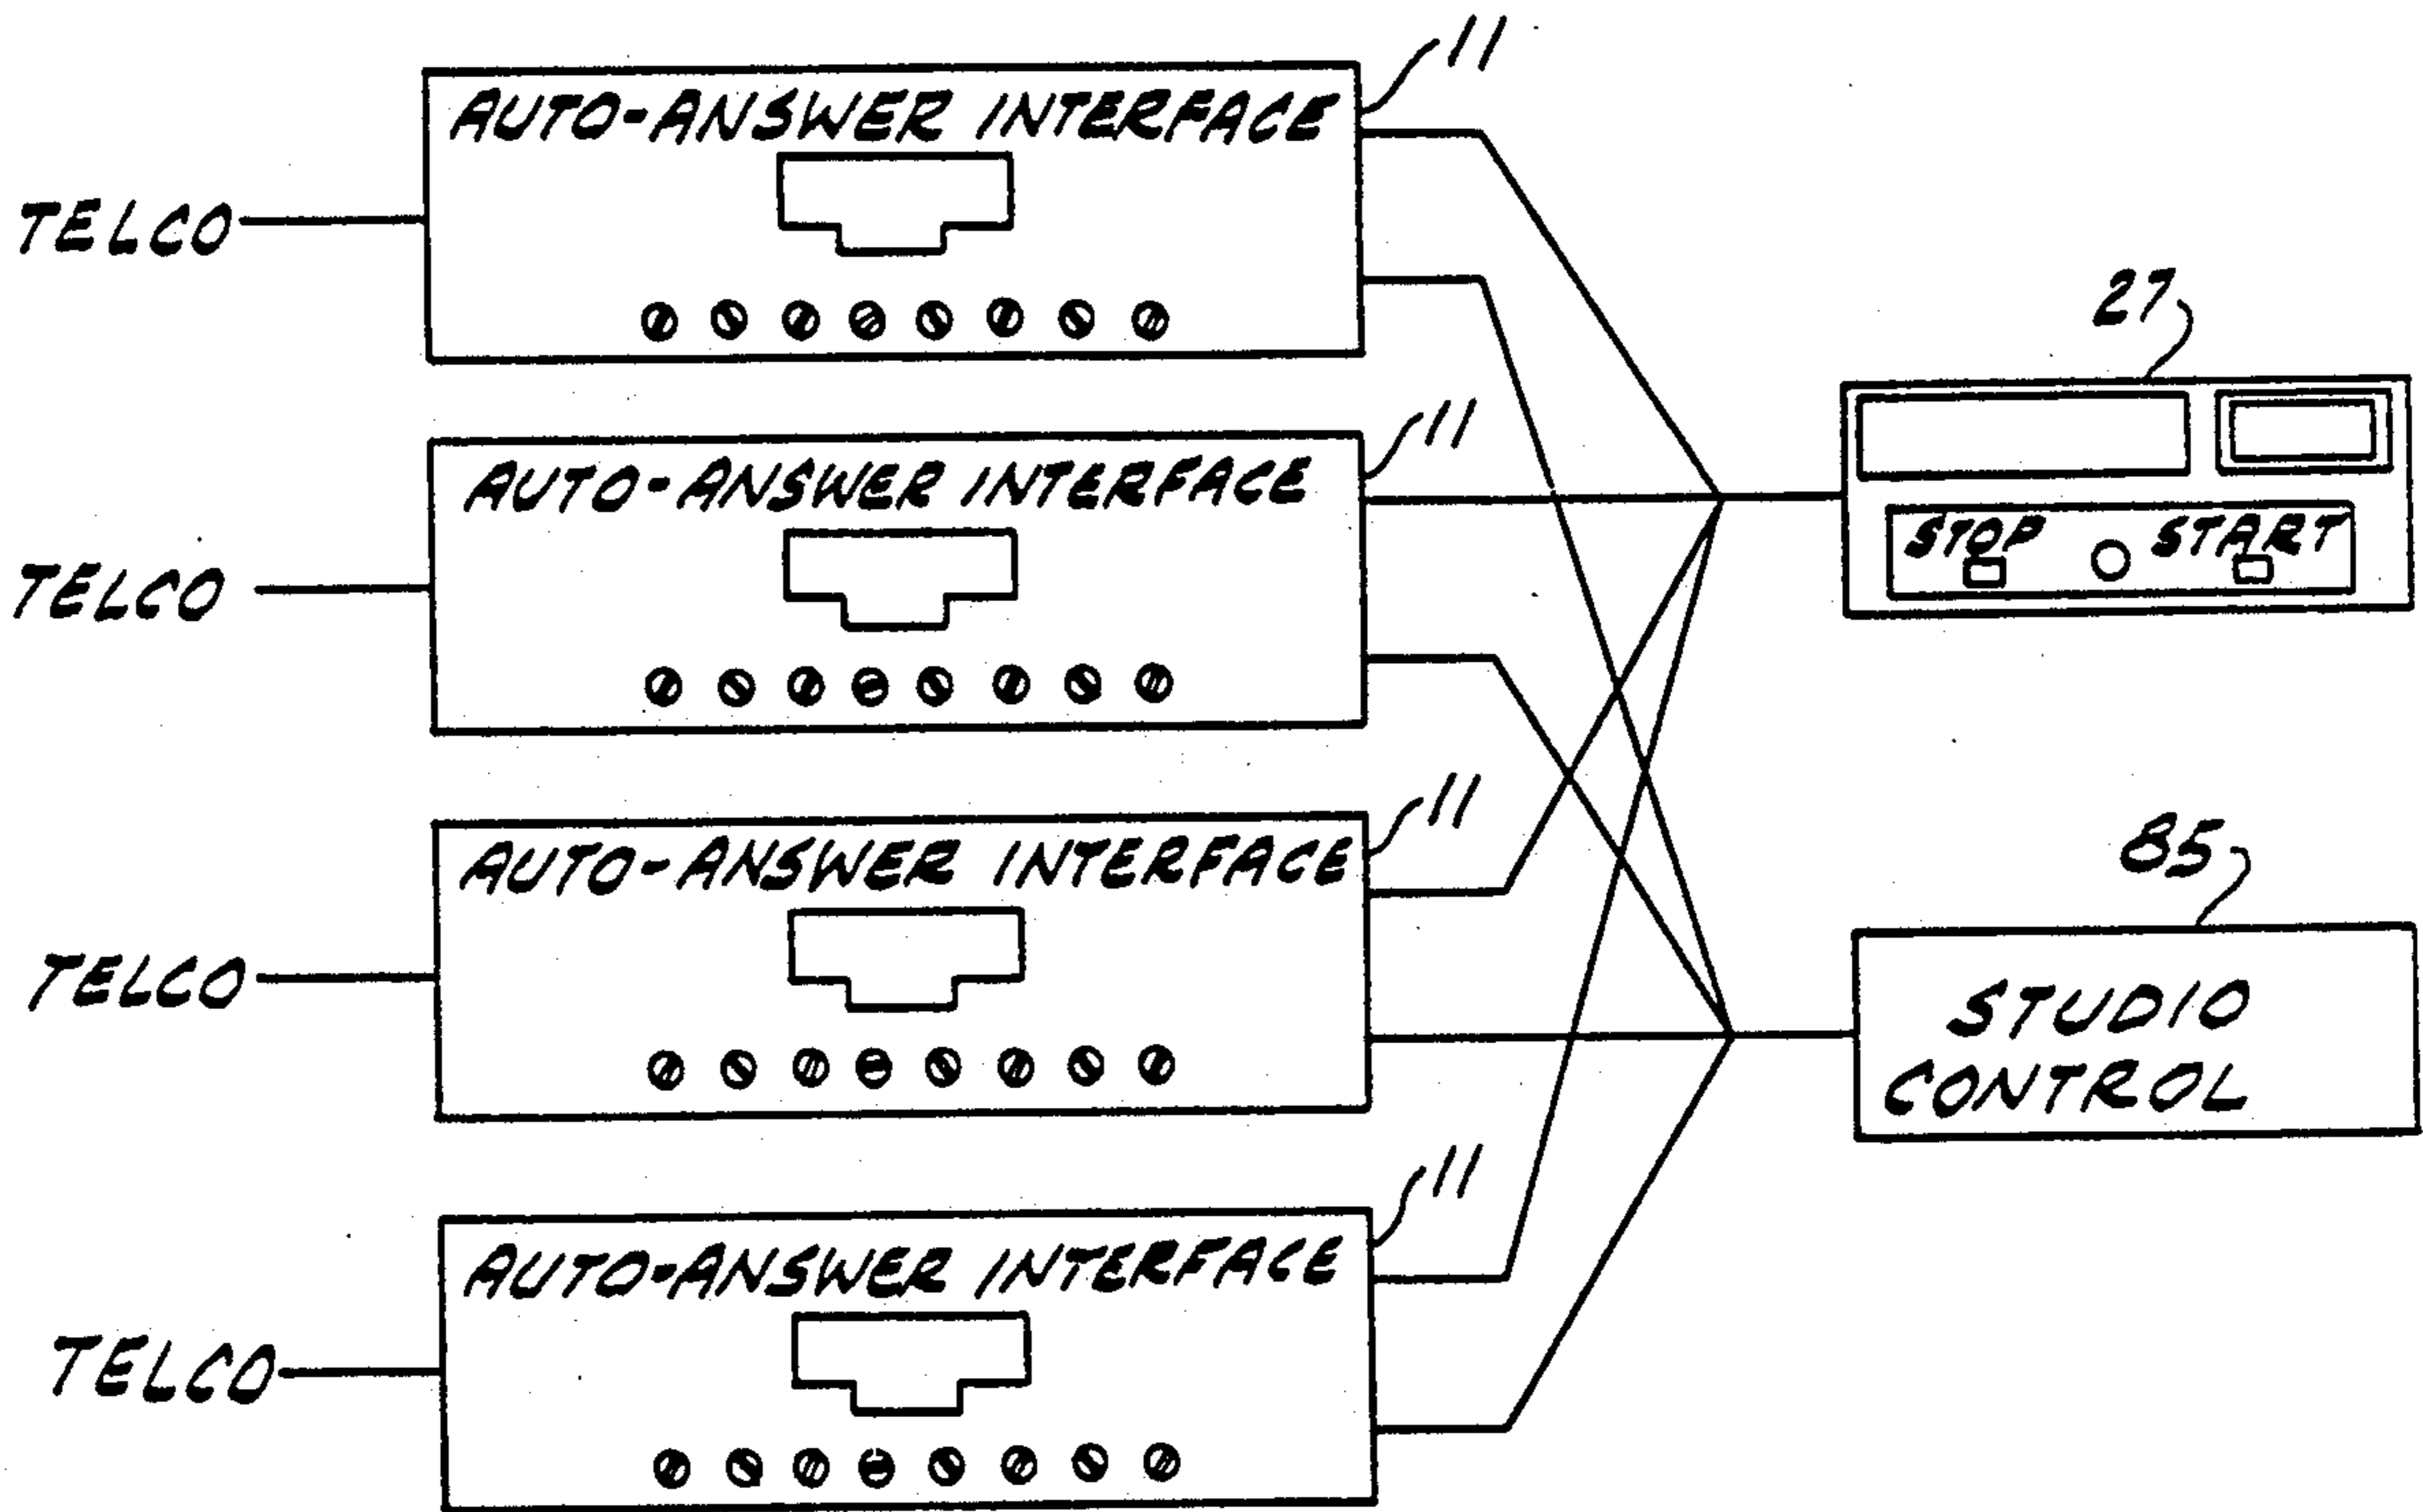 11
AUTO-ANSWER INTERFACE
TELCO
27
11
AUTO-ANSWER INTERFACE
STOP START
TELCO
11
AUTO-ANSWER INTERFACE
85
TELCO
STUDIO
CONTROL
11
AUTO-ANSWER INTERFACE
TELCO